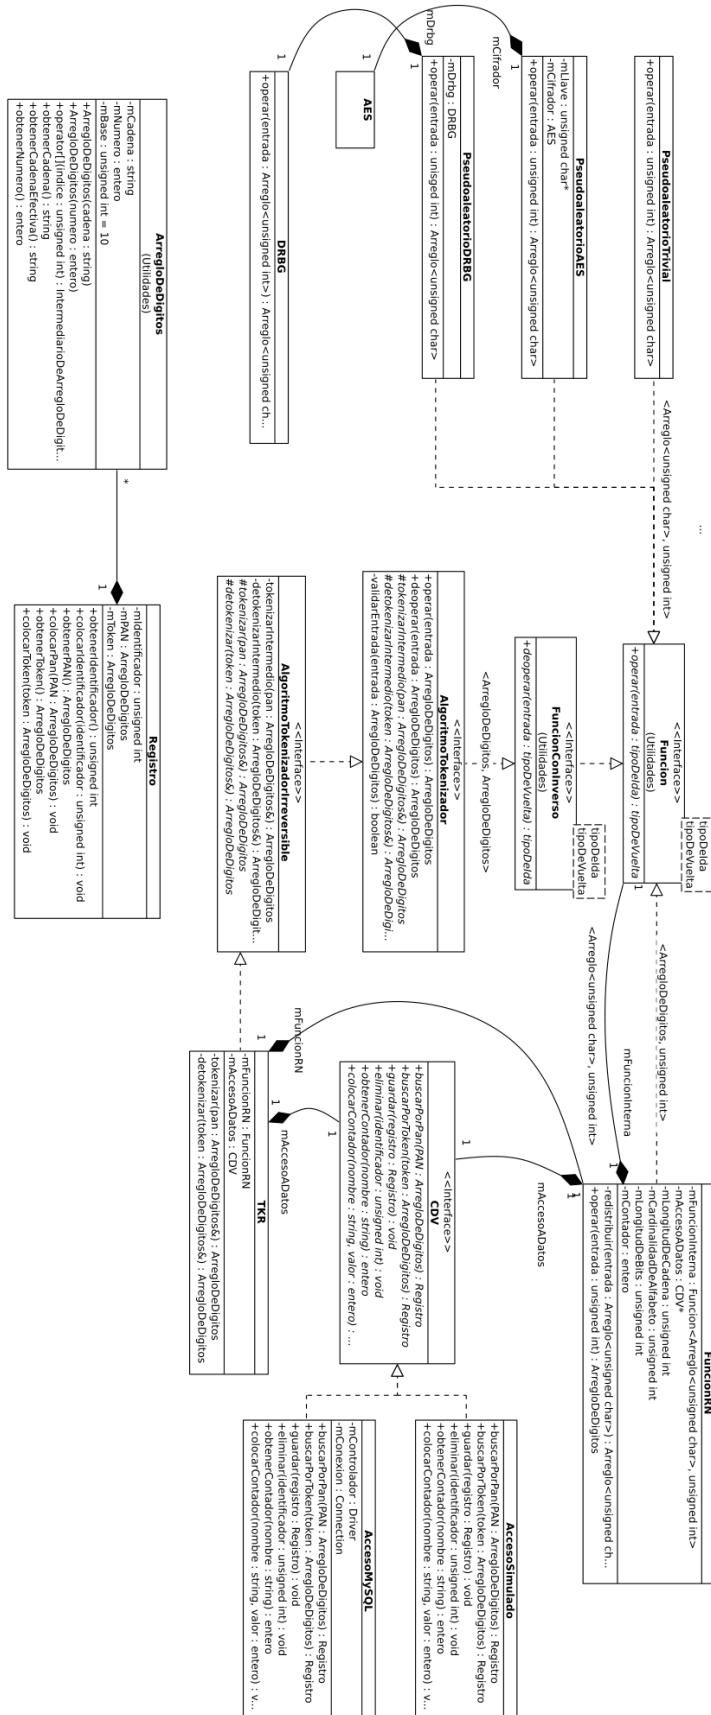 PseudoaleatorioTrivial
+operar(entrada : unsigned int) : Arreglo<unsigned char>
PseudoaleatorioAES
-mLlave : unsigned char*
-mCifrador : AES
+operar(entrada : unsigned int) : Arreglo<unsigned char>
mCifrador
1
PseudoaleatorioDRBG
-mDrbg : DRBG
+operar(entrada : unisged int) : Arreglo<unsigned char>
mDrbg
1
AES
1
DRBG
+operar(entrada : Arreglo<unsigned int>) : Arreglo<unsigned ch...
1
<Arreglo<unsigned char>, unsigned int>
...
<<Interface>>
Funcion
(Utilidades)
+operar(entrada : tipoDeIda) : tipoDeVuelta
tipoDeIda
tipoDeVuelta
1
<ArregloDeDigitos, unsigned int>
mFuncionInterna
<Arreglo<unsigned char>, unsigned int>
1
FuncionRN
-mFuncionInterna : Funcion<Arreglo<unsigned char>, unsigned int>
-mAccesoADatos : CDV*
-mLongitudDeCadena : unsigned int
-mCardinalidadDeAlfabeto : unsigned int
-mLongitudDeBits : unsigned int
-mContador : entero
-redistribuir(entrada : Arreglo<unsigned char>) : Arreglo<unsigned ch...
+operar(entrada : unsigned int) : ArregloDeDigitos
1
mAccesoADatos
1
<<Interface>>
FuncionConInverso
(Utilidades)
+deoperar(entrada : tipoDeVuelta) : tipoDeIda
tipoDeIda
tipoDeVuelta
<ArregloDeDigitos, ArregloDeDigitos>
<<Interface>>
AlgoritmoTokenizador
+operar(entrada : ArregloDeDigitos) : ArregloDeDigitos
+deoperar(entrada : ArregloDeDigitos) : ArregloDeDigitos
#tokenizarIntermedio(pan : ArregloDeDigitos&) : ArregloDeDigitos
#detokenizarIntermedio(token : ArregloDeDigitos&) : ArregloDeDigi...
-validarEntrada(entrada : ArregloDeDigitos) : boolean
<<Interface>>
AlgoritmoTokenizadorIrreversible
-tokenizarIntermedio(pan : ArregloDeDigitos&) : ArregloDeDigitos
-detokenizarIntermedio(token : ArregloDeDigitos&) : ArregloDeDigit...
#tokenizar(pan : ArregloDeDigitos&) : ArregloDeDigitos
#detokenizar(token : ArregloDeDigitos&) : ArregloDeDigitos
<<Interface>>
CDV
+buscarPorPan(PAN : ArregloDeDigitos) : Registro
+buscarPorToken(token : ArregloDeDigitos) : Registro
+guardar(registro : Registro) : void
+eliminar(identificador : unsigned int) : void
+obtenerContador(nombre : string) : entero
+colocarContador(nombre : string, valor : entero) : ...
1
mFuncionRN
1
1
mAccesoADatos
TKR
-mFuncionRN : FuncionRN
-mAccesoADatos : CDV
-tokenizar(pan : ArregloDeDigitos&) : ArregloDeDigitos
-detokenizar(token : ArregloDeDigitos&) : ArregloDeDigitos
AccesoSimulado
+buscarPorPan(PAN : ArregloDeDigitos) : Registro
+buscarPorToken(token : ArregloDeDigitos) : Registro
+guardar(registro : Registro) : void
+eliminar(identificador : unsigned int) : void
+obtenerContador(nombre : string) : entero
+colocarContador(nombre : string, valor : entero) : v...
AccesoMySQL
-mControlador : Driver
-mConexion : Connection
+buscarPorPan(PAN : ArregloDeDigitos) : Registro
+buscarPorToken(token : ArregloDeDigitos) : Registro
+guardar(registro : Registro) : void
+eliminar(identificador : unsigned int) : void
+obtenerContador(nombre : string) : entero
+colocarContador(nombre : string, valor : entero) : v...
ArregloDeDigitos
(Utilidades)
-mCadena : string
-mNumero : entero
-mBase : unsigned int = 10
+ArregloDeDigitos(cadena : string)
+ArregloDeDigitos(numero : entero)
+operator[](indice : unsigned int) : IntermediarioDeArregloDeDigit...
+obtenerCadena() : string
+obtenerCadenaEfectiva() : string
+obtenerNumero() : entero
*
1
Registro
-mIdentificador : unsigned int
-mPAN : ArregloDeDigitos
-mToken : ArregloDeDigitos
+obtenerIdentificador() : unsigned int
+colocarIdentificador(identificador : unsigned int) : void
+obtenerPAN() : ArregloDeDigitos
+colocarPan(PAN : ArregloDeDigitos) : void
+obtenerToken() : ArregloDeDigitos
+colocarToken(token : ArregloDeDigitos) : void